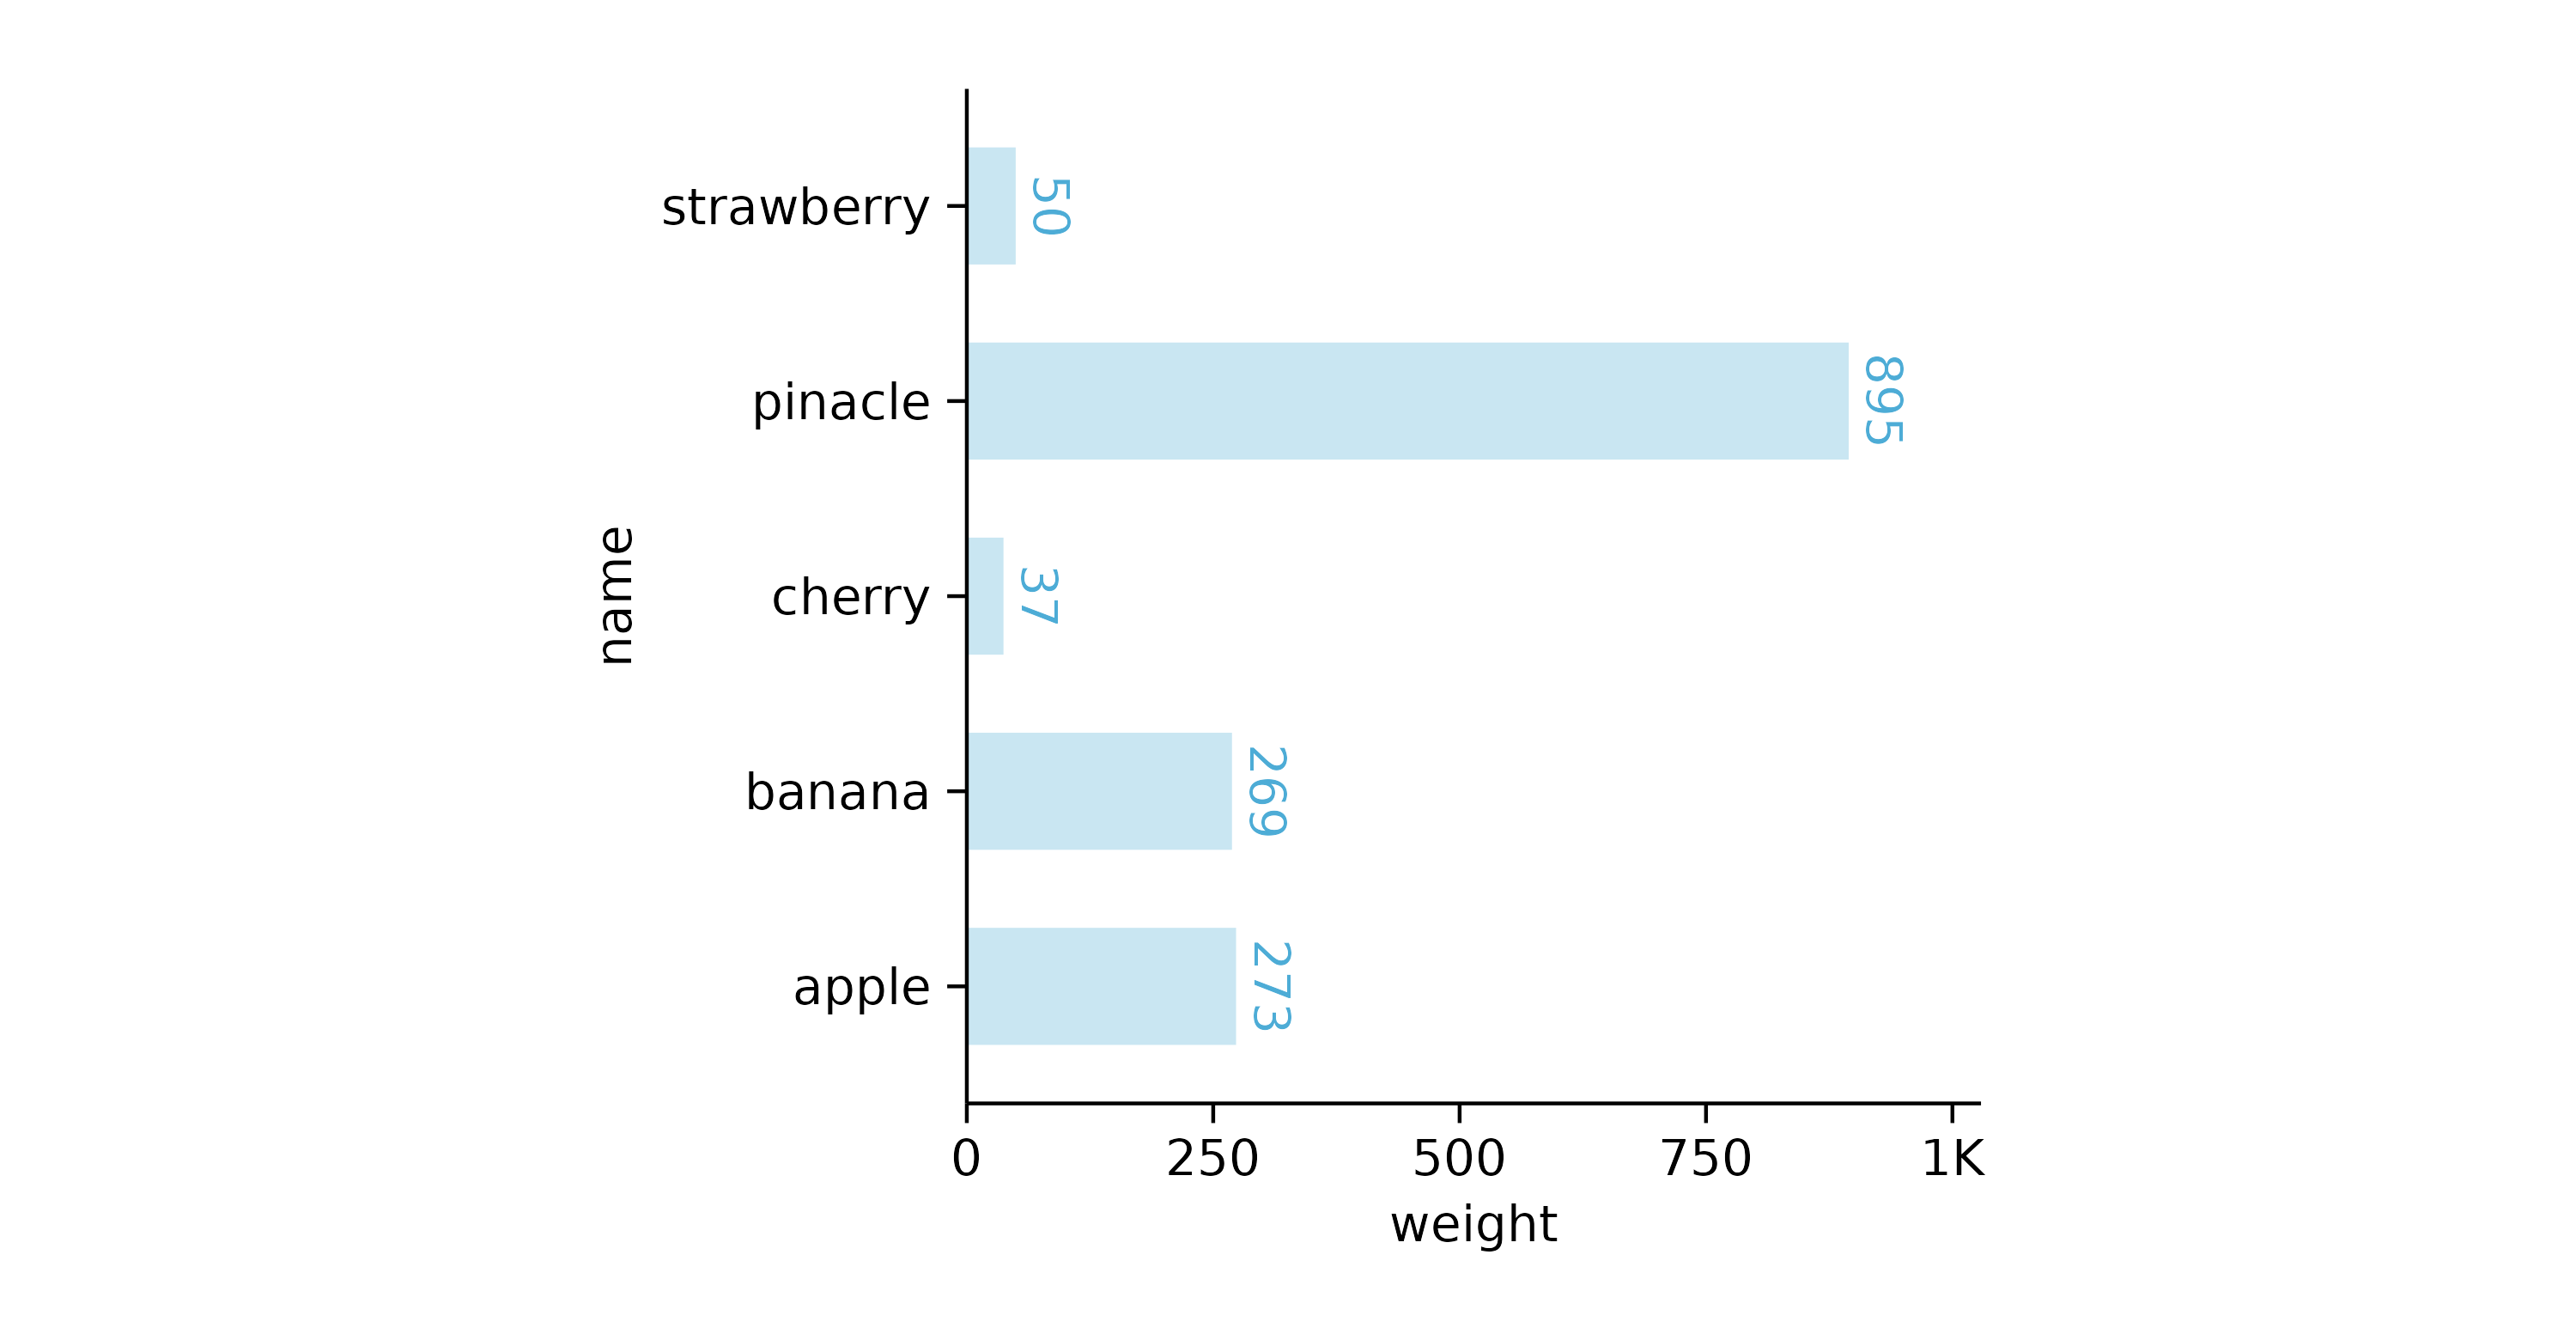 strawberry 50
pinacle 895
name
cherry 37
banana 269
apple 273
0 250 500 750 1K
weight